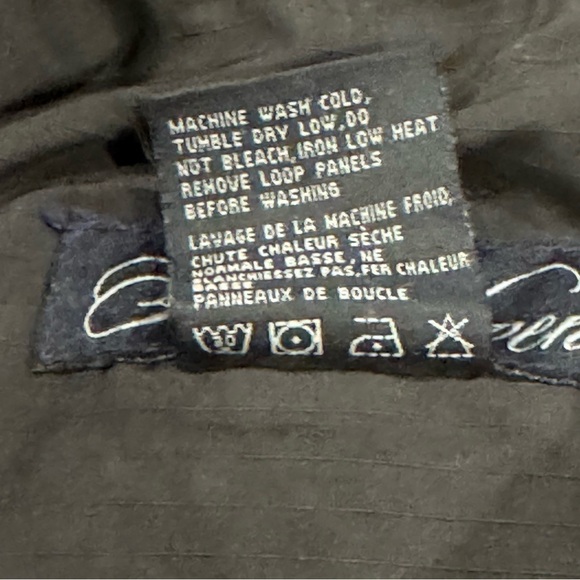 MACHINE WASH COLD,
TUMBLE DRY LOW,DO
NOT BLEACH,IRON LOW HEAT
REMOVE LOOP PANELS
BEFORE WASHING
LAVAGE DE LA MACHINE FROID,
CHUTE CHALEUR SÈCHE
NORMALE BASSE, NE
BLANCHIESSEZ PAS,FER CHALEUR
BASSE
PANNEAUX DE BOUCLE
30